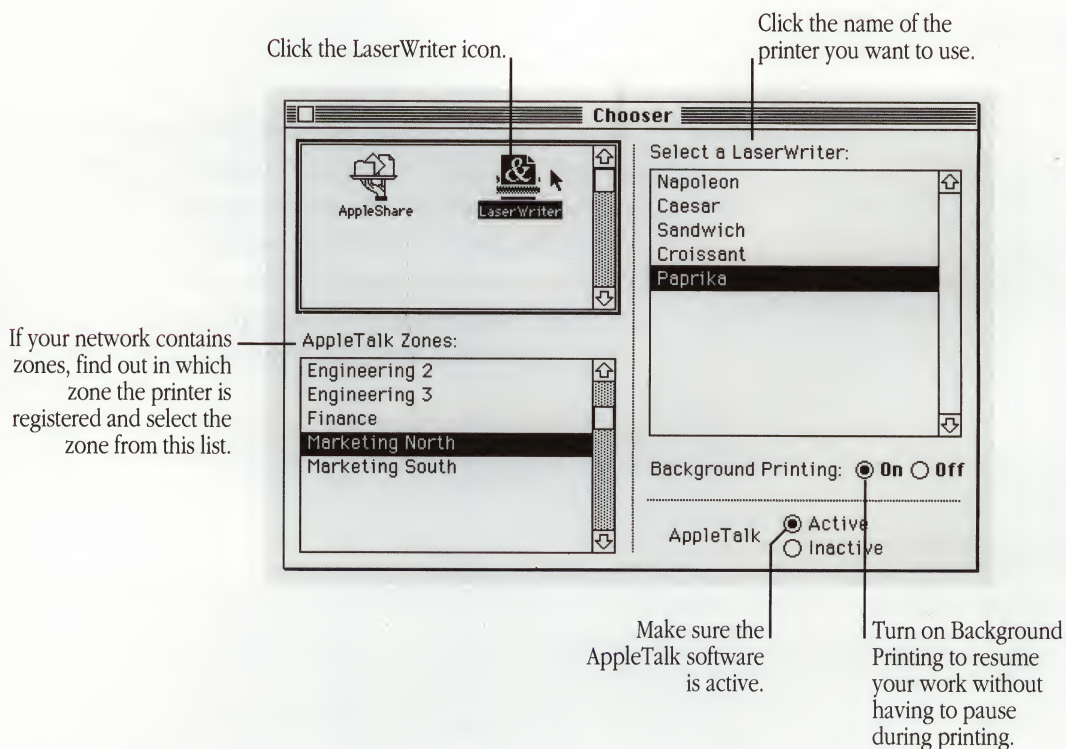 Click the LaserWriter icon.
Click the name of the
printer you want to use.
Chooser
AppleShare
LaserWriter
Select a LaserWriter:
Napoleon
Caesar
Sandwich
Croissant
Paprika
If your network contains
zones, find out in which
zone the printer is
registered and select the
zone from this list.
AppleTalk Zones:
Engineering 2
Engineering 3
Finance
Marketing North
Marketing South
Background Printing: On Off
AppleTalk
Active
Inactive
Make sure the
AppleTalk software
is active.
Turn on Background
Printing to resume
your work without
having to pause
during printing.